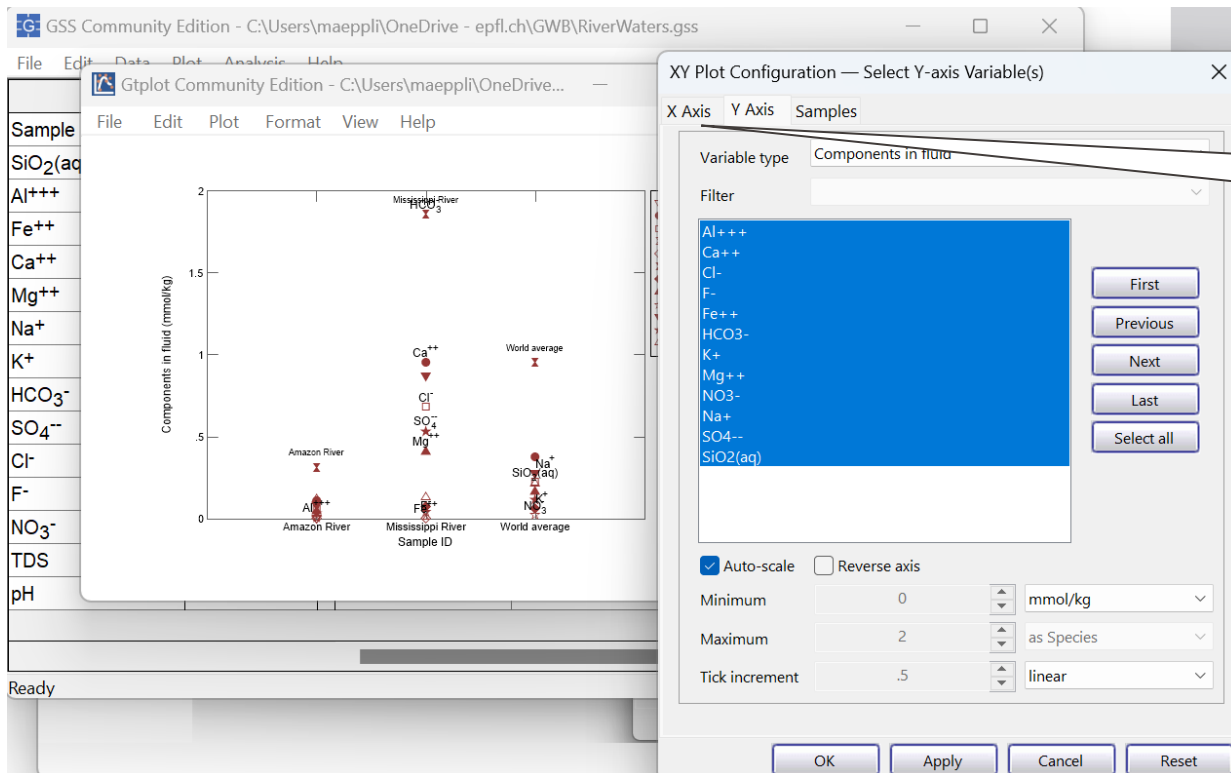 GSS Community Edition - C:\Users\maeppli\OneDrive - epfl.ch\GWB\RiverWaters.gss
File Edit Data Plot Analysis Help
Sample
SiO2(aq
Al+++
Fe++
Ca++
Mg++
Na+
K+
HCO3-
SO4--
Cl-
F-
NO3-
TDS
pH
Ready
Gtplot Community Edition - C:\Users\maeppli\OneDrive...
File Edit Plot Format View Help
Components in fluid (mmol/kg)
2
1.5
1
.5
0
Amazon River
Al+++
Amazon River
Mississippi River
HCO3-
Ca++
Cl-
SO4--
Mg++
Fe++
Mississippi River
World average
Na+
SiO2(aq)
K+
NO3-
World average
Sample ID
XY Plot Configuration — Select Y-axis Variable(s)
X Axis Y Axis Samples
Variable type Components in fluid
Filter
Al+++
Ca++
Cl-
F-
Fe++
HCO3-
K+
Mg++
NO3-
Na+
SO4--
SiO2(aq)
First
Previous
Next
Last
Select all
Auto-scale Reverse axis
Minimum 0 mmol/kg
Maximum 2 as Species
Tick increment .5 linear
OK Apply Cancel Reset